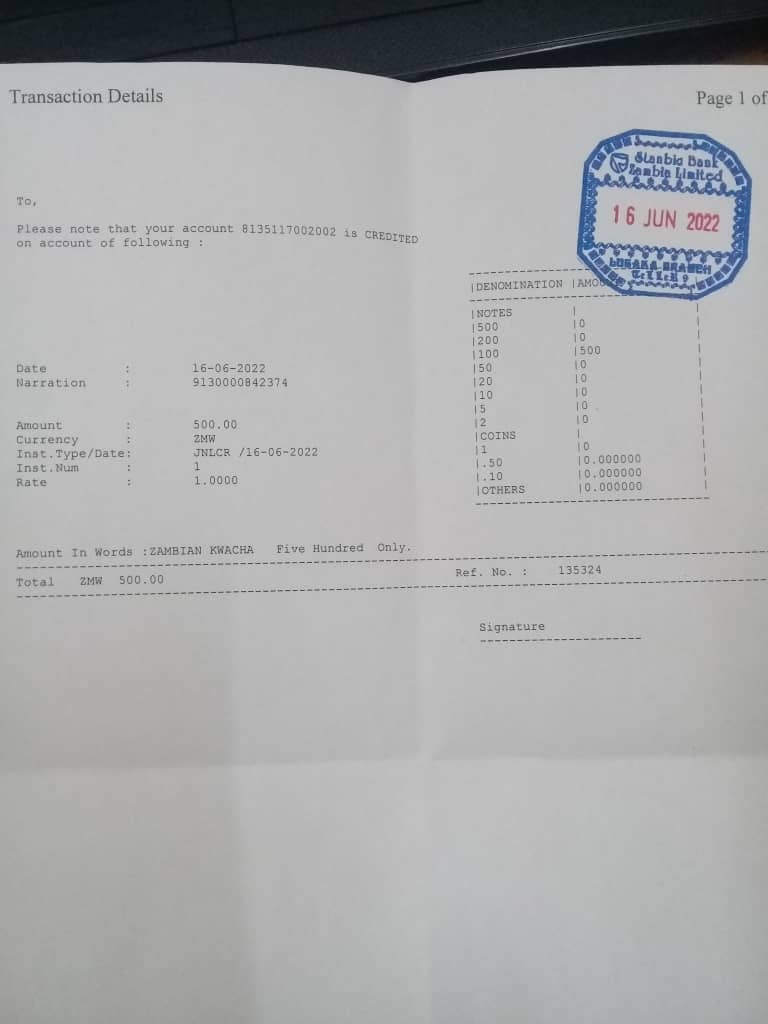 Transaction Details
Page 1 of
Stanbic Bank
Zambia Limited
16 JUN 2022
LUSAKA BRANCH
TELLER 9
To,
Please note that your account 8135117002002 is CREDITED
on account of following :
|DENOMINATION |AMOU
|NOTES |
|500 |0
|200 |0
|100 |500
|50 |0
|20 |0
|10 |0
|5 |0
|2 |0
|COINS |
|1 |0
|.50 |0.000000
|.10 |0.000000
|OTHERS |0.000000
Date : 16-06-2022
Narration : 9130000842374
Amount : 500.00
Currency : ZMW
Inst.Type/Date: JNLCR /16-06-2022
Inst.Num : 1
Rate : 1.0000
Amount In Words :ZAMBIAN KWACHA Five Hundred Only.
Total ZMW 500.00
Ref. No. : 135324
Signature